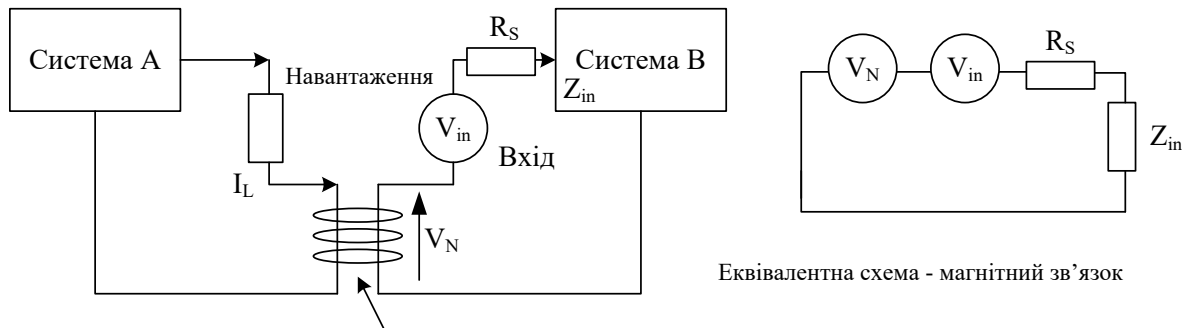 Система А
Навантаження
I_L
R_S
Система В
Z_in
V_in
Вхід
V_N
V_N
V_in
R_S
Z_in
Еквівалентна схема - магнітний зв’язок